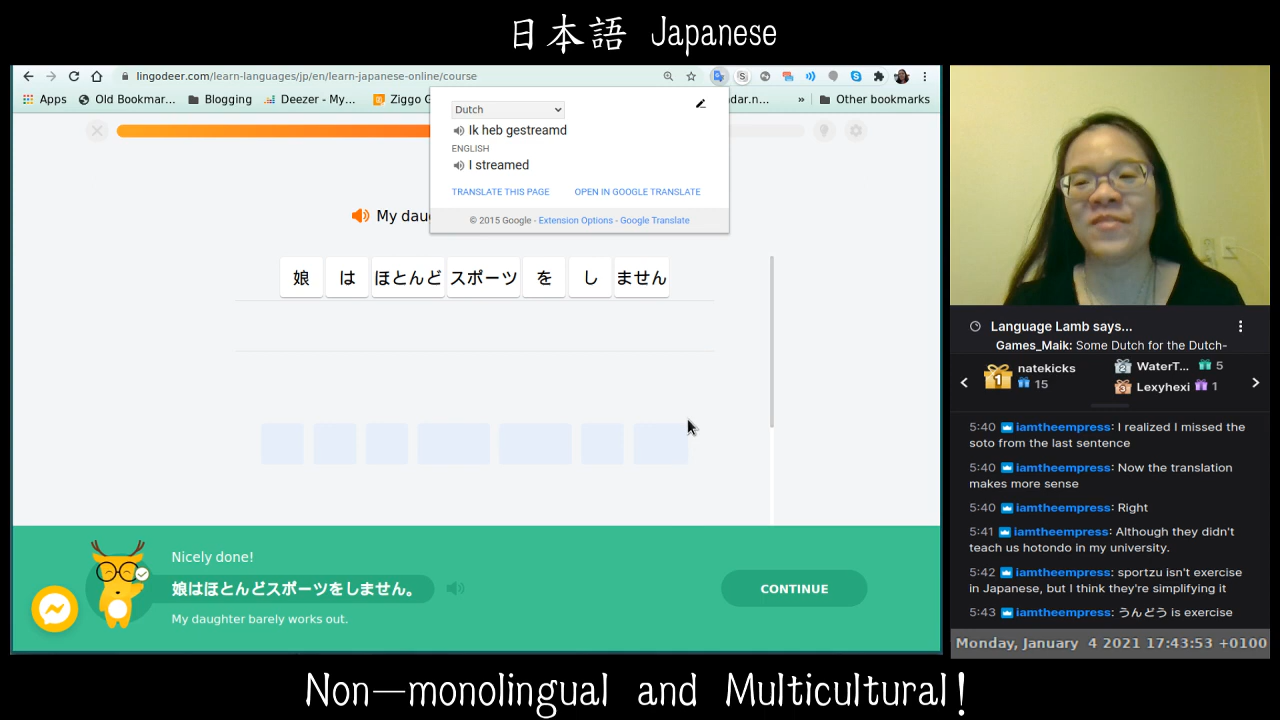 日本語 Japanese
lingodeer.com/learn-languages/jp/en/learn-japanese-online/course
Apps Old Bookmar... Blogging Deezer - My... Ziggo G dar.n... » Other bookmarks
Dutch
Ik heb gestreamd
ENGLISH
I streamed
TRANSLATE THIS PAGE OPEN IN GOOGLE TRANSLATE
© 2015 Google - Extension Options - Google Translate
My dau
娘 は ほとんど スポーツ を し ません
Nicely done!
娘はほとんどスポーツをしません。
My daughter barely works out.
CONTINUE
Language Lamb says...
Games_Maik: Some Dutch for the Dutch-
1 natekicks 15
2 WaterT... 5
3 Lexyhexi 1
5:40 iamtheempress: I realized I missed the
soto from the last sentence
5:40 iamtheempress: Now the translation
makes more sense
5:40 iamtheempress: Right
5:41 iamtheempress: Although they didn't
teach us hotondo in my university.
5:42 iamtheempress: sportzu isn't exercise
in Japanese, but I think they're simplifying it
5:43 iamtheempress: うんどう is exercise
Monday, January 4 2021 17:43:53 +0100
Non-monolingual and Multicultural!